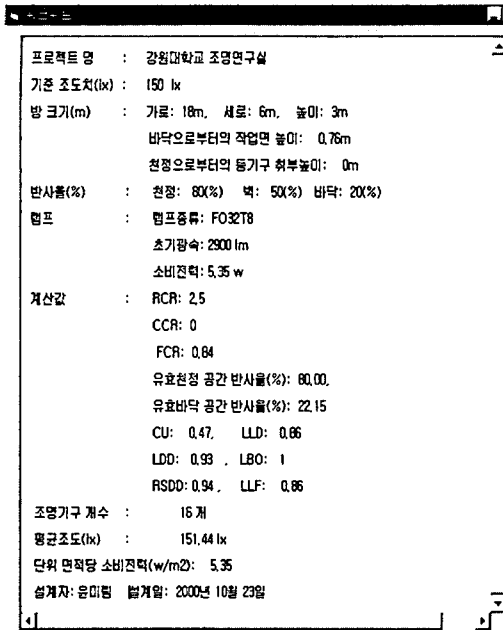 프로젝트 명 : 강원대학교 조명연구실
기준 조도치(lx) : 150 lx
방 크기(m) : 가로: 18m, 세로: 6m, 높이: 3m
바닥으로부터의 작업면 높이: 0.76m
천정으로부터의 등기구 취부높이: 0m
반사율(%) : 천정: 80(%) 벽: 50(%) 바닥: 20(%)
램프 : 램프종류: FO32T8
초기광속: 2900 lm
소비전력: 5.35 w
계산값 : RCR: 2.5
CCR: 0
FCR: 0.84
유효천정 공간 반사율(%): 80.00,
유효바닥 공간 반사율(%): 22.15
CU: 0.47, LLD: 0.86
LDD: 0.93 , LBO: 1
RSDD: 0.94 , LLF: 0.86
조명기구 개수 : 16 개
평균조도(lx) : 151.44 lx
단위 면적당 소비전력(w/m2): 5.35
설계자: 윤미림 설계일: 2000년 10월 23일